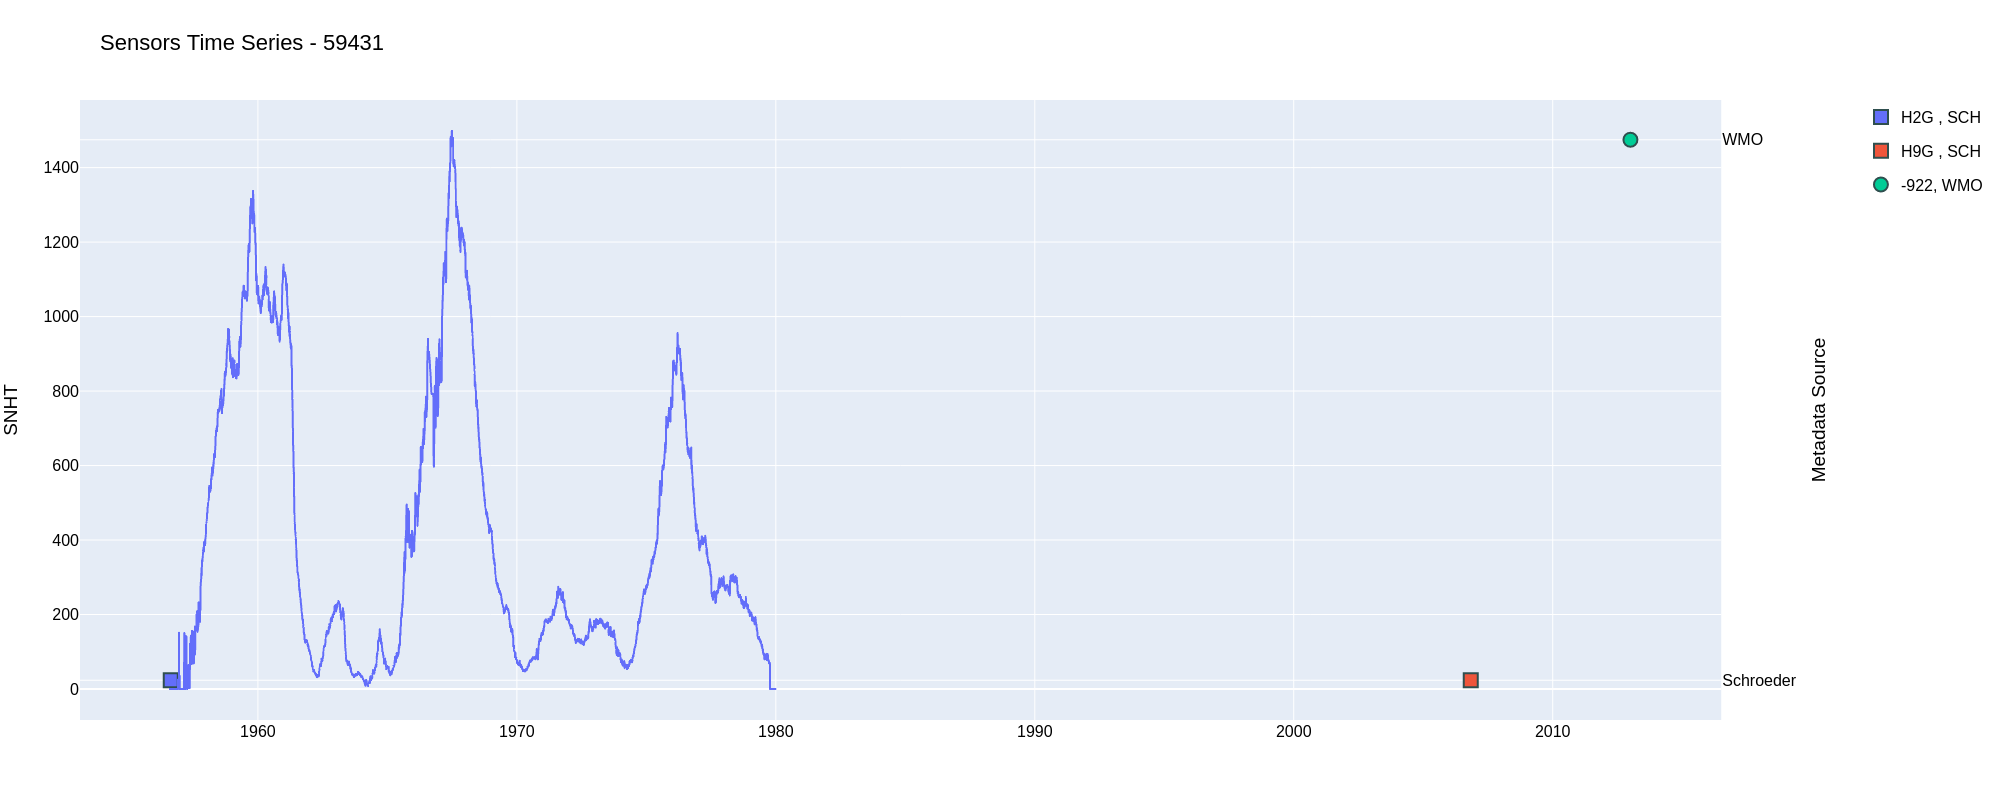 Sensors Time Series - 59431
H2G , SCH
H9G , SCH
-922, WMO
WMO
Schroeder
Metadata Source
SNHT
1400
1200
1000
800
600
400
200
0
1960
1970
1980
1990
2000
2010